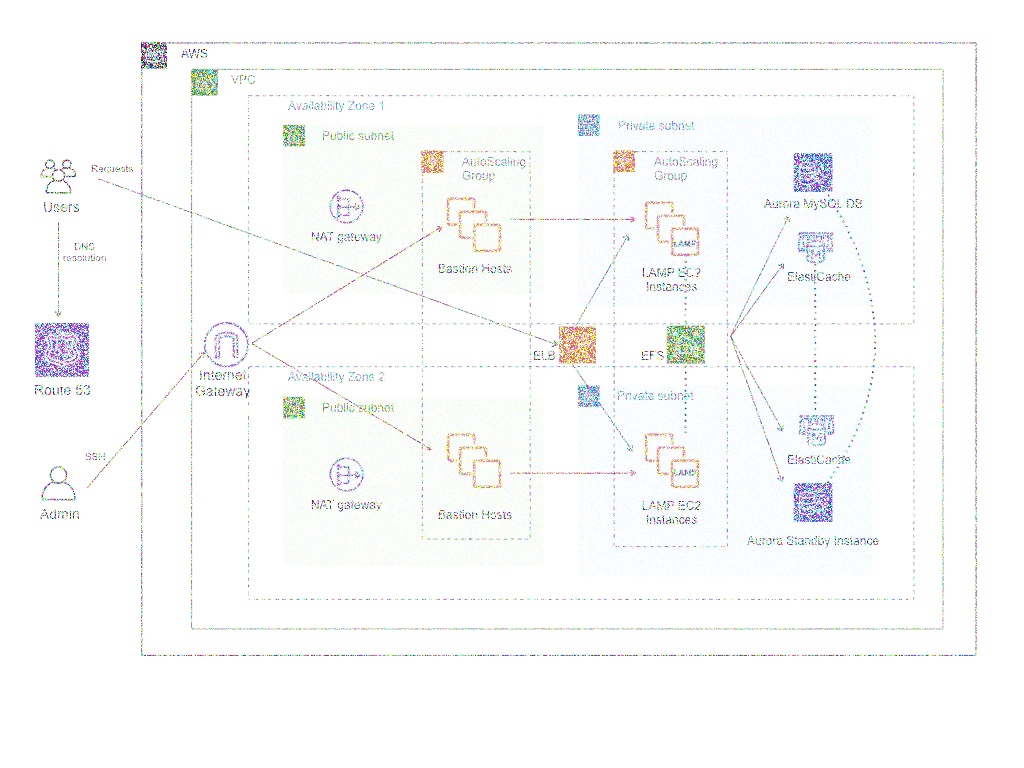 AWS
VPC
Availability Zone 1
Public subnet
Private subnet
AutoScaling
Group
AutoScaling
Group
Requests
Users
NAT gateway
Bastion Hosts
LAMP
LAMP EC2
Instances
Aurora MySQL DB
ElastiCache
DNS
resolution
Route 53
Internet
Gateway
ELB
EFS
Availability Zone 2
Public subnet
Private subnet
SSH
Admin
NAT gateway
Bastion Hosts
LAMP
LAMP EC2
Instances
ElastiCache
Aurora Standby Instance